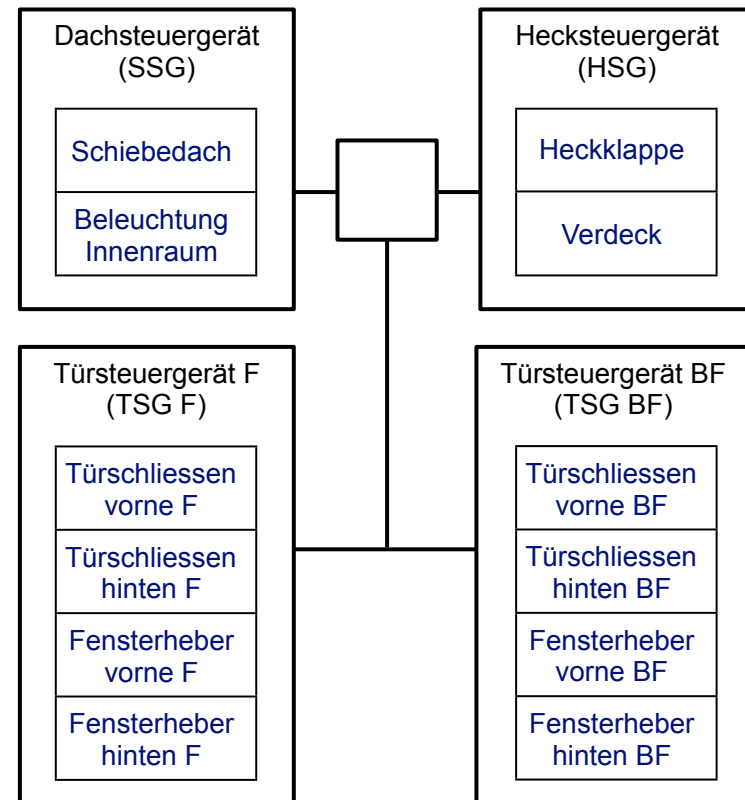 Dachsteuergerät
(SSG)
Schiebedach
Beleuchtung
Innenraum
Hecksteuergerät
(HSG)
Heckklappe
Verdeck
Türsteuergerät F
(TSG F)
Türschliessen
vorne F
Türschliessen
hinten F
Fensterheber
vorne F
Fensterheber
hinten F
Türsteuergerät BF
(TSG BF)
Türschliessen
vorne BF
Türschliessen
hinten BF
Fensterheber
vorne BF
Fensterheber
hinten BF